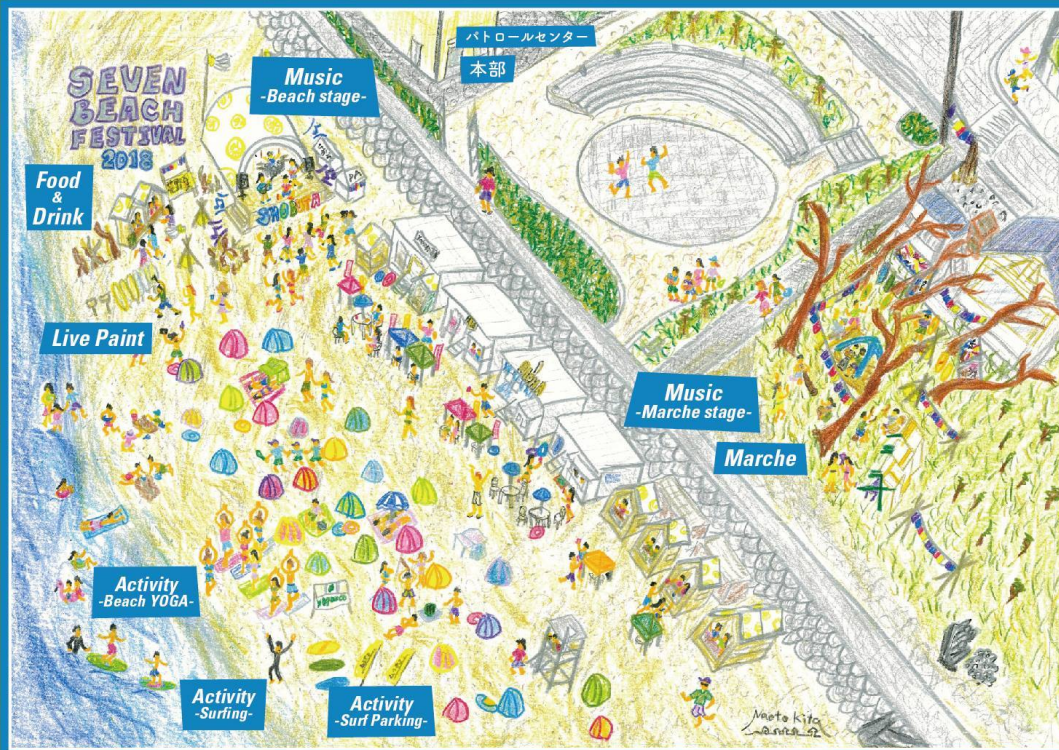 SEVEN
BEACH
FESTIVAL
2018
パトロールセンター
本部
Music
-Beach stage-
Food
&
Drink
PA
Live Paint
Music
-Marche stage-
Marche
Activity
-Beach YOGA-
Activity
-Surfing-
Activity
-Surf Parking-
Naoto Kita